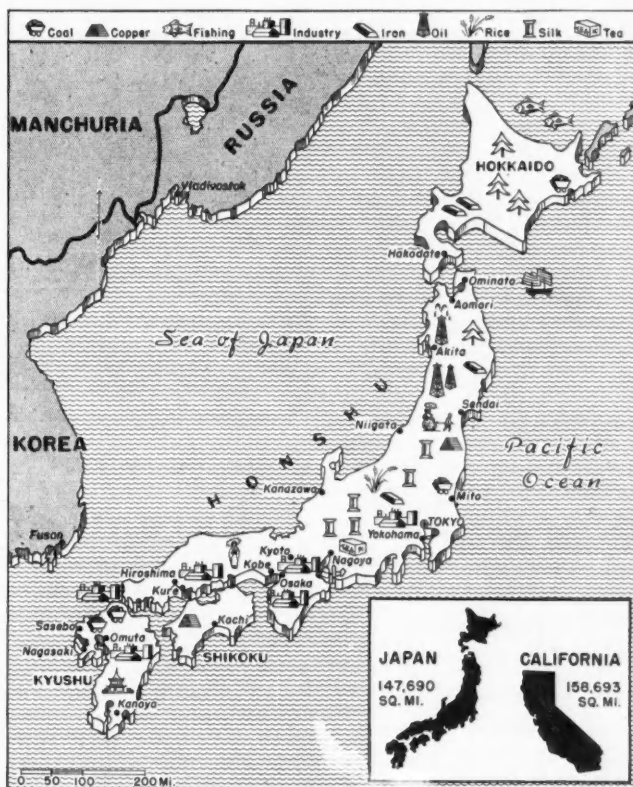 Coal Copper Fishing Industry Iron Oil Rice Silk Tea
MANCHURIA
RUSSIA
Vladivostok
HOKKAIDO
Hakodate
Ominato
Aomori
Sea of Japan
Akita
Sendai
KOREA
HONSHU
Niigata
Pacific
Ocean
Kanazawa
Mito
TOKYO
Yokohama
Fusan
Kyoto
Nagoya
Hiroshima
Kobe
Kure
Osaka
Sasebo
Kochi
Omuta
Nagasaki
SHIKOKU
KYUSHU
Kanoya
JAPAN
147,690
SQ. MI.
CALIFORNIA
158,693
SQ. MI.
0 50 100 200 Mi.